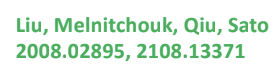 Liu, Melnitchouk, Qiu, Sato
2008.02895, 2108.13371